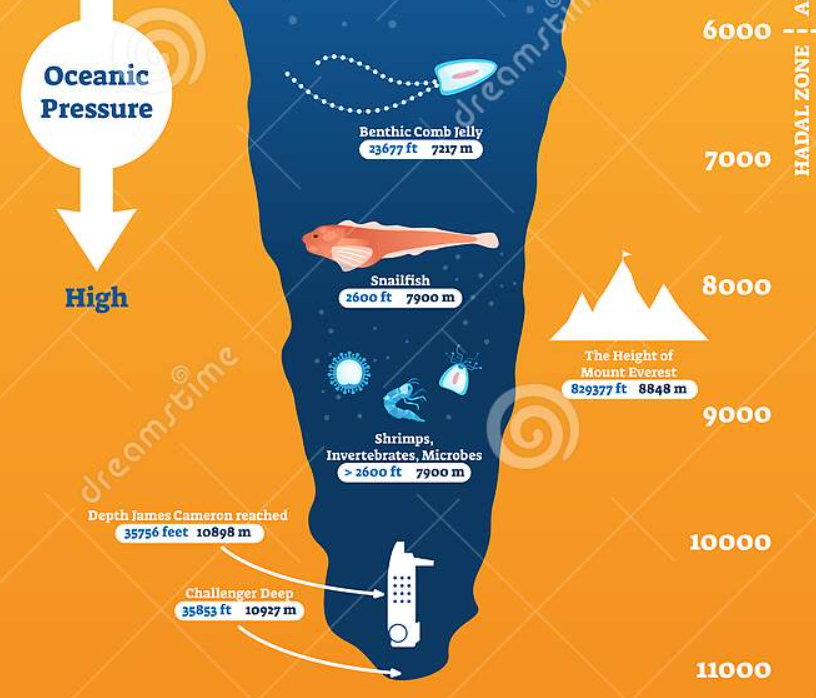 6000
A
HADAL ZONE
Oceanic
Pressure
High
Benthic Comb Jelly
23677 ft 7217 m
7000
Snailfish
2600 ft 7900 m
8000
The Height of
Mount Everest
829377 ft 8848 m
9000
Shrimps,
Invertebrates, Microbes
> 2600 ft 7900 m
Depth James Cameron reached
35756 feet 10898 m
10000
Challenger Deep
35853 ft 10927 m
11000
dreamstime
dreamstime